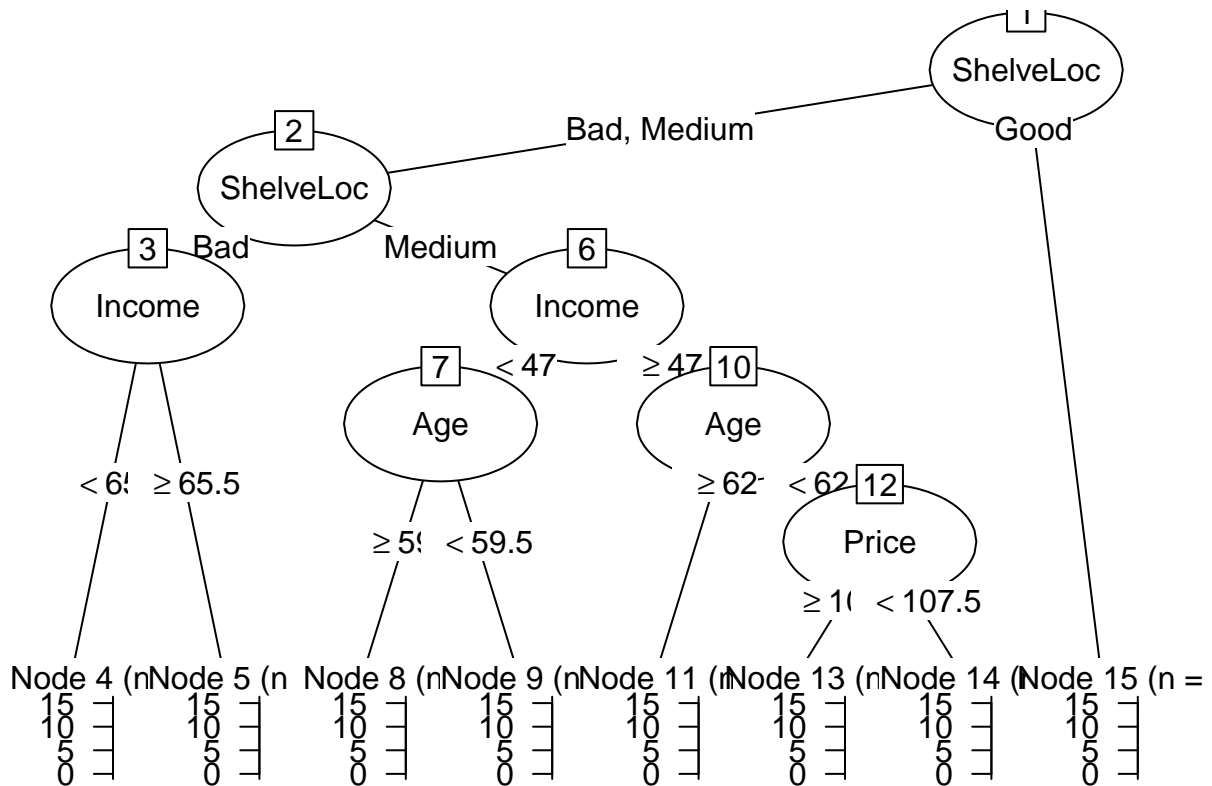 ShelveLoc
Bad, Medium
Good
2
ShelveLoc
Bad
Medium
3
Income
6
Income
< 47
≥ 47
7
Age
10
Age
≥ 65.5
≥ 62
< 62
12
Price
< 59.5
< 107.5
Node 4 (n
Node 5 (n
Node 8 (n
Node 9 (n
Node 11 (
Node 13 (n
Node 14 (
Node 15 (n =
15 15 15 15 15 15 15 15
10 10 10 10 10 10 10 10
5 5 5 5 5 5 5 5
0 0 0 0 0 0 0 0